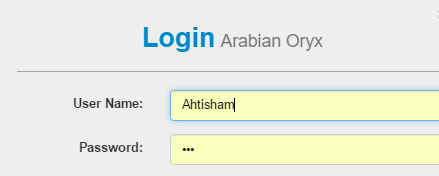 Login Arabian Oryx
User Name: Ahtisham
Password: •••